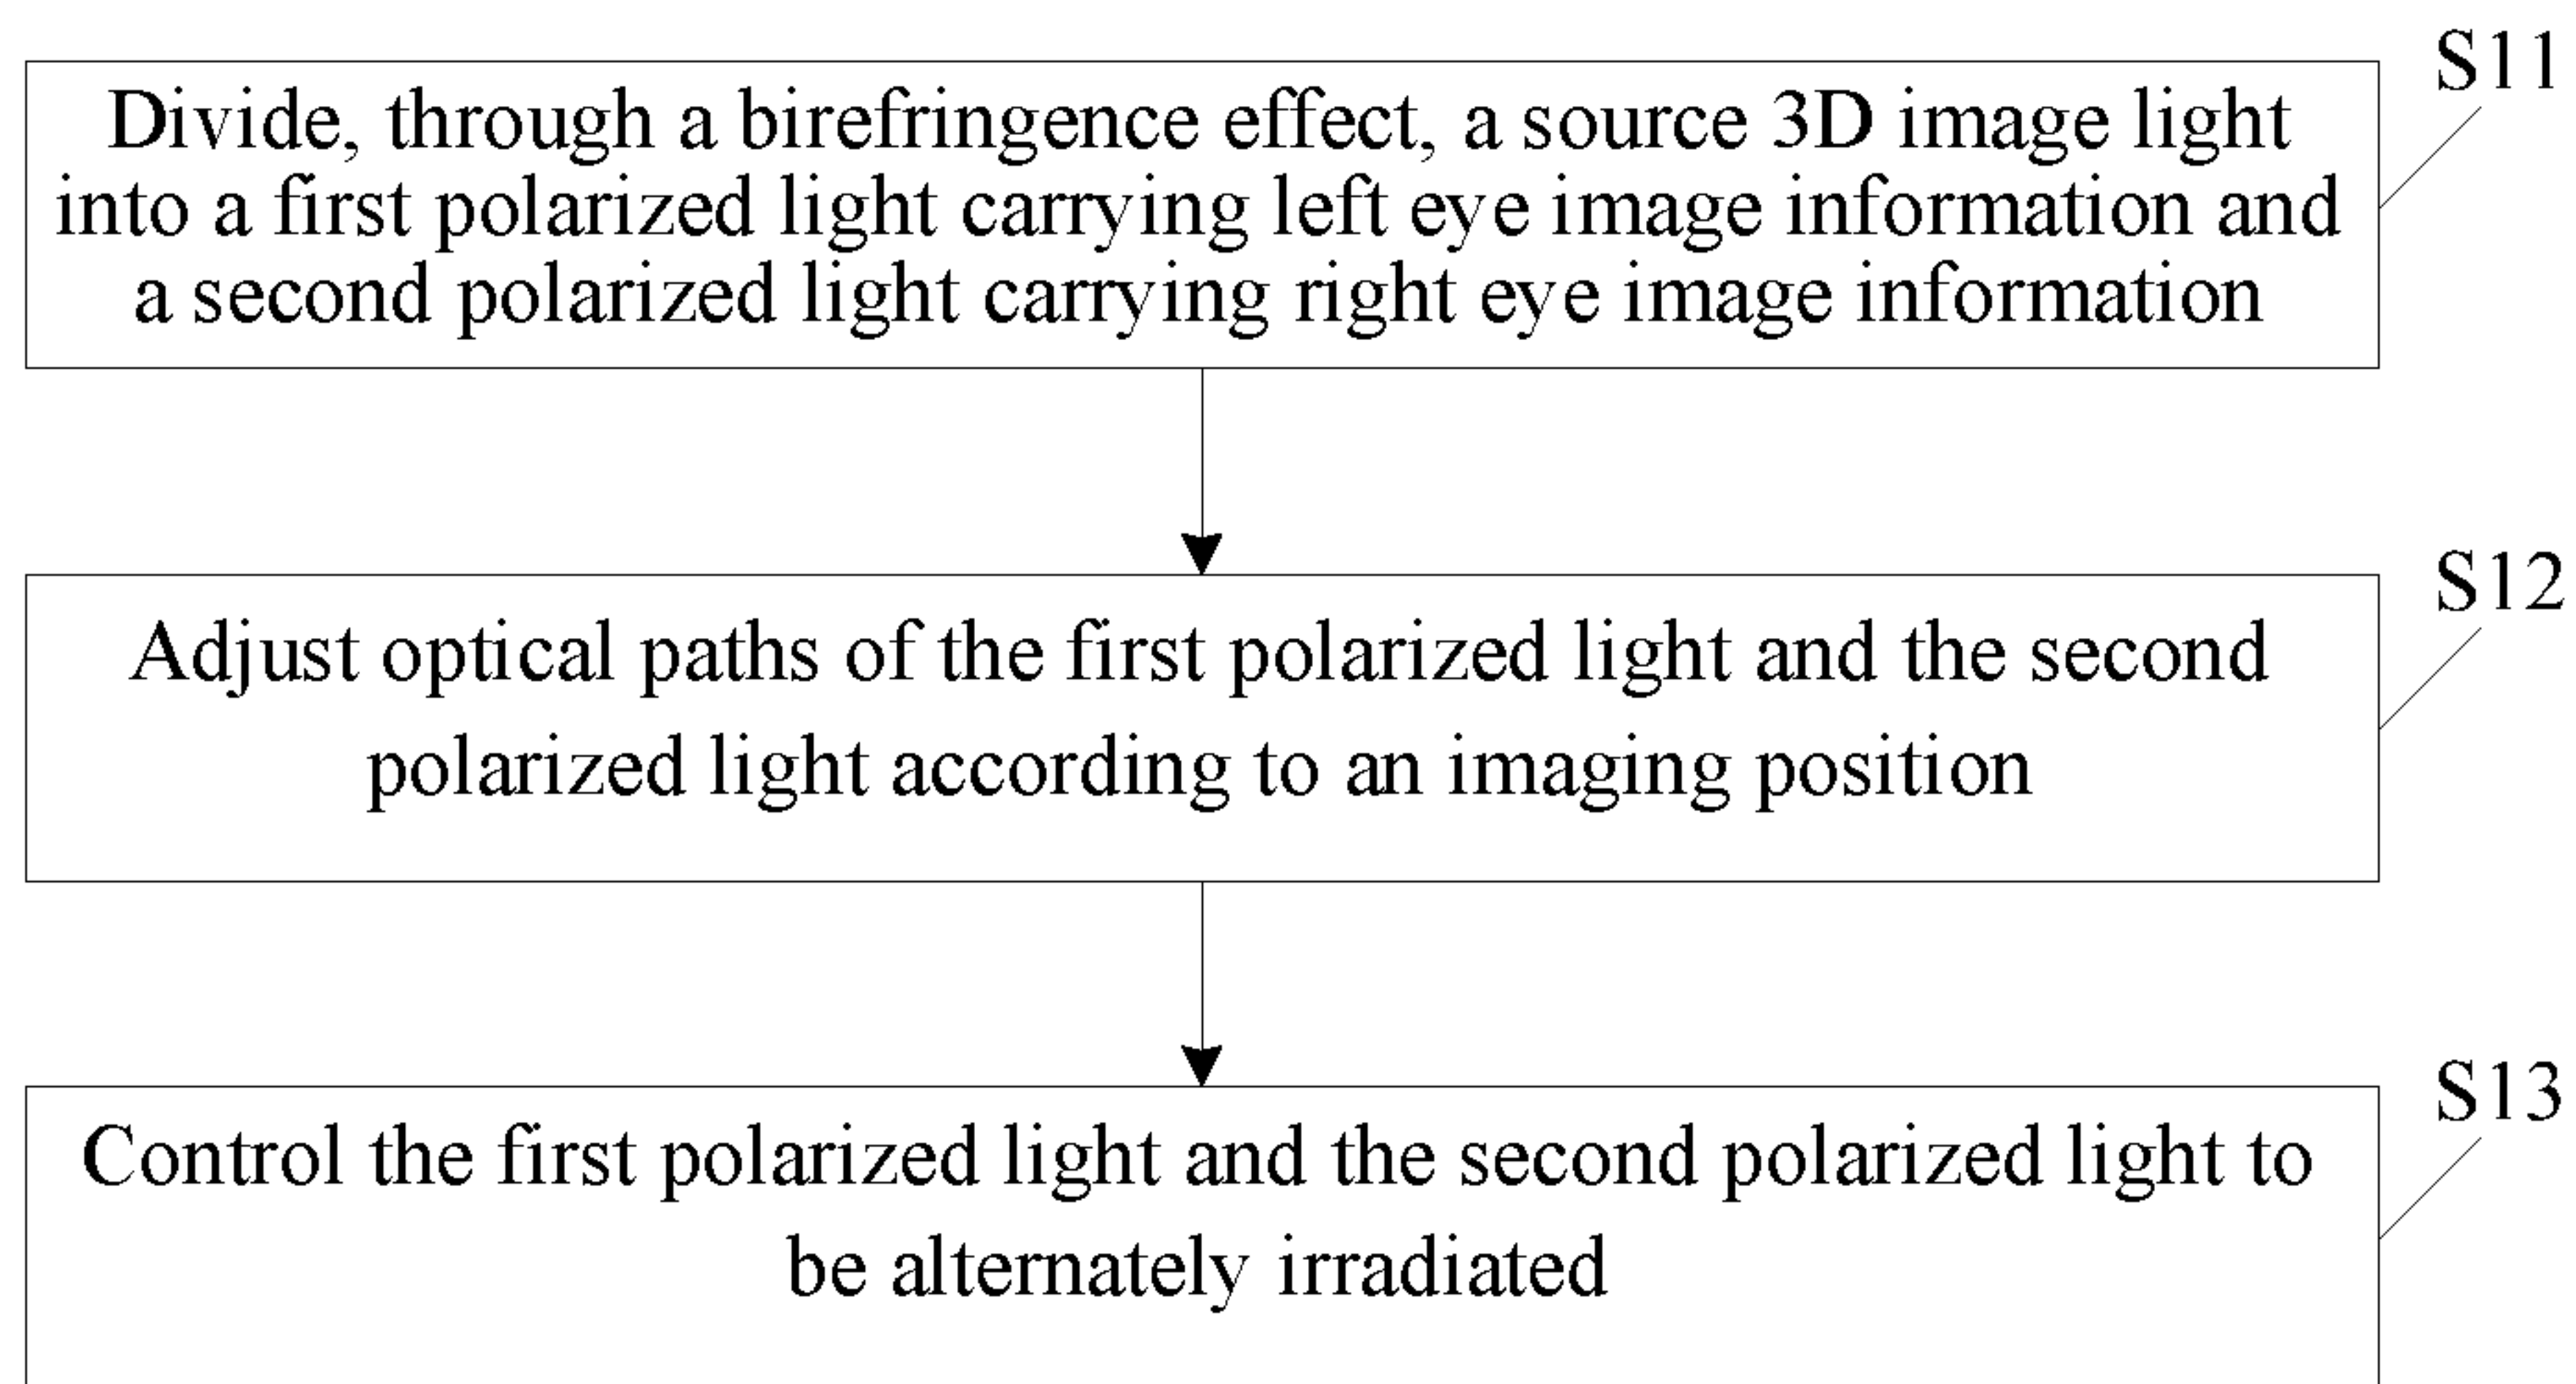 S11
Divide, through a birefringence effect, a source 3D image light
into a first polarized light carrying left eye image information and
a second polarized light carrying right eye image information
S12
Adjust optical paths of the first polarized light and the second
polarized light according to an imaging position
S13
Control the first polarized light and the second polarized light to
be alternately irradiated